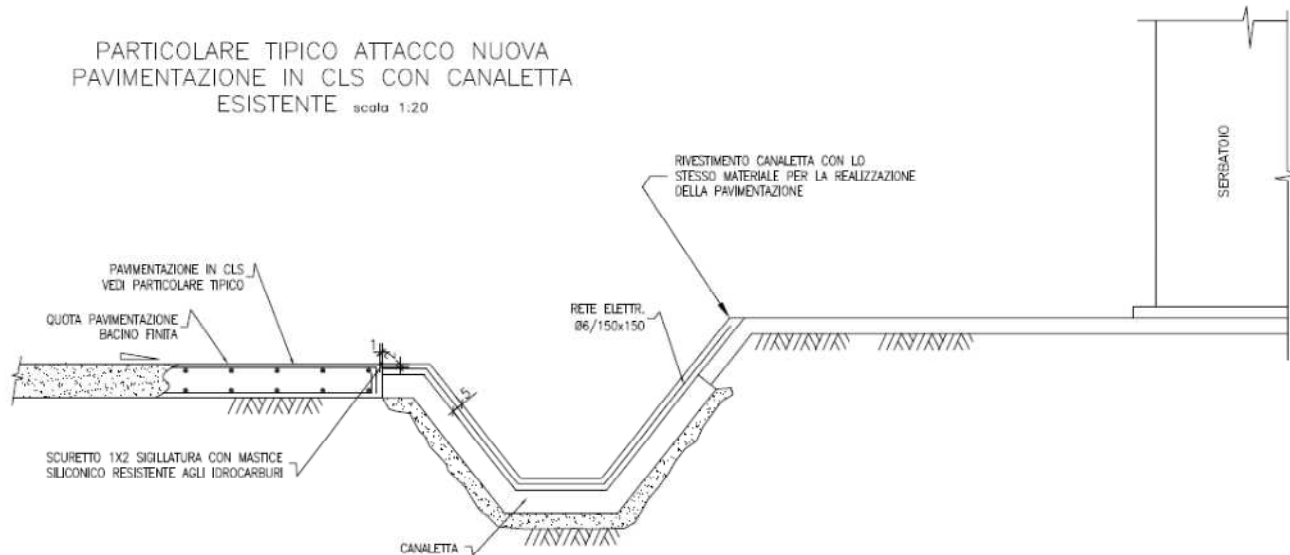 PARTICOLARE TIPICO ATTACCO NUOVA
PAVIMENTAZIONE IN CLS CON CANALETTA
ESISTENTE scala 1:20
RIVESTIMENTO CANALETTA CON LO
STESSO MATERIALE PER LA REALIZZAZIONE
DELLA PAVIMENTAZIONE
SERBATOIO
PAVIMENTAZIONE IN CLS
VEDI PARTICOLARE TIPICO
QUOTA PAVIMENTAZIONE
BACINO FINITA
RETE ELETTR.
Ø6/150x150
1
2
5
SCURETTO 1X2 SIGILLATURA CON MASTICE
SILICONICO RESISTENTE AGLI IDROCARBURI
CANALETTA